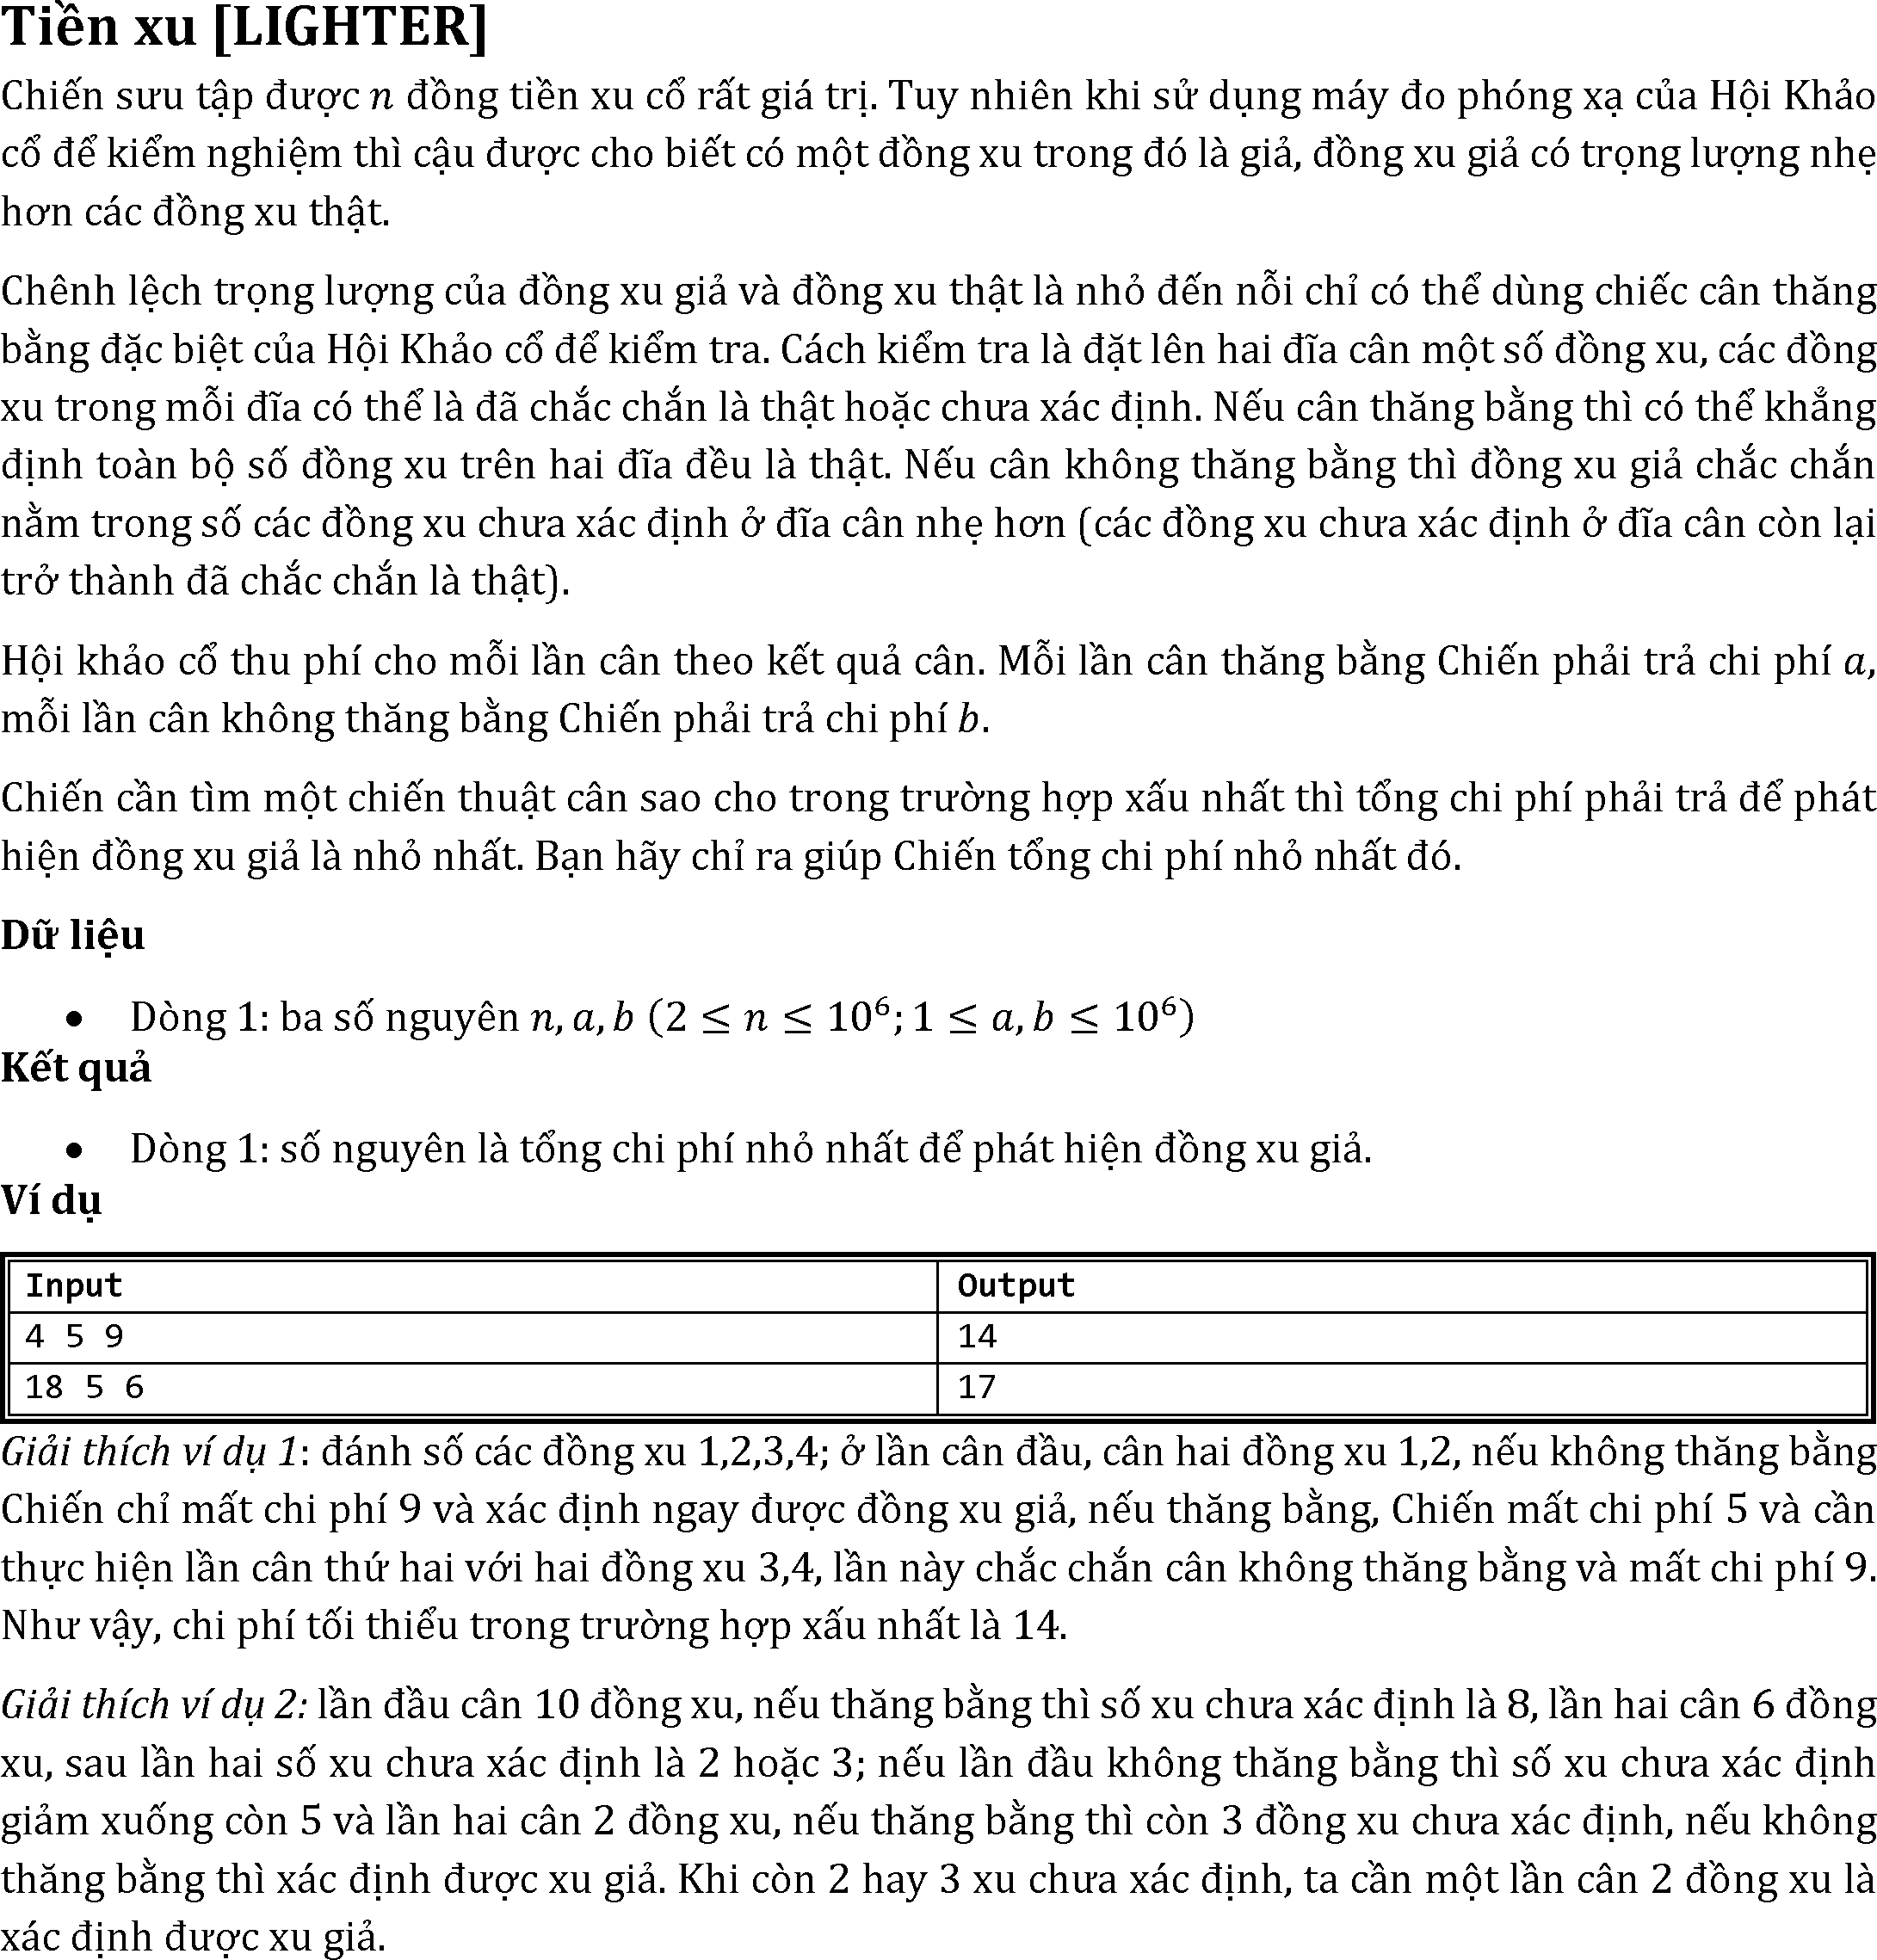 Tiền xu [LIGHTER]
Chiến sưu tập được n đồng tiền xu cổ rất giá trị. Tuy nhiên khi sử dụng máy đo phóng xạ của Hội Khảo
cổ để kiểm nghiệm thì cậu được cho biết có một đồng xu trong đó là giả, đồng xu giả có trọng lượng nhẹ
hơn các đồng xu thật.
Chênh lệch trọng lượng của đồng xu giả và đồng xu thật là nhỏ đến nỗi chỉ có thể dùng chiếc cân thăng
bằng đặc biệt của Hội Khảo cổ để kiểm tra. Cách kiểm tra là đặt lên hai đĩa cân một số đồng xu, các đồng
xu trong mỗi đĩa có thể là đã chắc chắn là thật hoặc chưa xác định. Nếu cân thăng bằng thì có thể khẳng
định toàn bộ số đồng xu trên hai đĩa đều là thật. Nếu cân không thăng bằng thì đồng xu giả chắc chắn
nằm trong số các đồng xu chưa xác định ở đĩa cân nhẹ hơn (các đồng xu chưa xác định ở đĩa cân còn lại
trở thành đã chắc chắn là thật).
Hội khảo cổ thu phí cho mỗi lần cân theo kết quả cân. Mỗi lần cân thăng bằng Chiến phải trả chi phí a,
mỗi lần cân không thăng bằng Chiến phải trả chi phí b.
Chiến cần tìm một chiến thuật cân sao cho trong trường hợp xấu nhất thì tổng chi phí phải trả để phát
hiện đồng xu giả là nhỏ nhất. Bạn hãy chỉ ra giúp Chiến tổng chi phí nhỏ nhất đó.
Dữ liệu
• Dòng 1: ba số nguyên n, a, b (2 ≤ n ≤ 10⁶; 1 ≤ a, b ≤ 10⁶)
Kết quả
• Dòng 1: số nguyên là tổng chi phí nhỏ nhất để phát hiện đồng xu giả.
Ví dụ
Input Output
4 5 9 14
18 5 6 17
Giải thích ví dụ 1: đánh số các đồng xu 1,2,3,4; ở lần cân đầu, cân hai đồng xu 1,2, nếu không thăng bằng
Chiến chỉ mất chi phí 9 và xác định ngay được đồng xu giả, nếu thăng bằng, Chiến mất chi phí 5 và cần
thực hiện lần cân thứ hai với hai đồng xu 3,4, lần này chắc chắn cân không thăng bằng và mất chi phí 9.
Như vậy, chi phí tối thiểu trong trường hợp xấu nhất là 14.
Giải thích ví dụ 2: lần đầu cân 10 đồng xu, nếu thăng bằng thì số xu chưa xác định là 8, lần hai cân 6 đồng
xu, sau lần hai số xu chưa xác định là 2 hoặc 3; nếu lần đầu không thăng bằng thì số xu chưa xác định
giảm xuống còn 5 và lần hai cân 2 đồng xu, nếu thăng bằng thì còn 3 đồng xu chưa xác định, nếu không
thăng bằng thì xác định được xu giả. Khi còn 2 hay 3 xu chưa xác định, ta cần một lần cân 2 đồng xu là
xác định được xu giả.